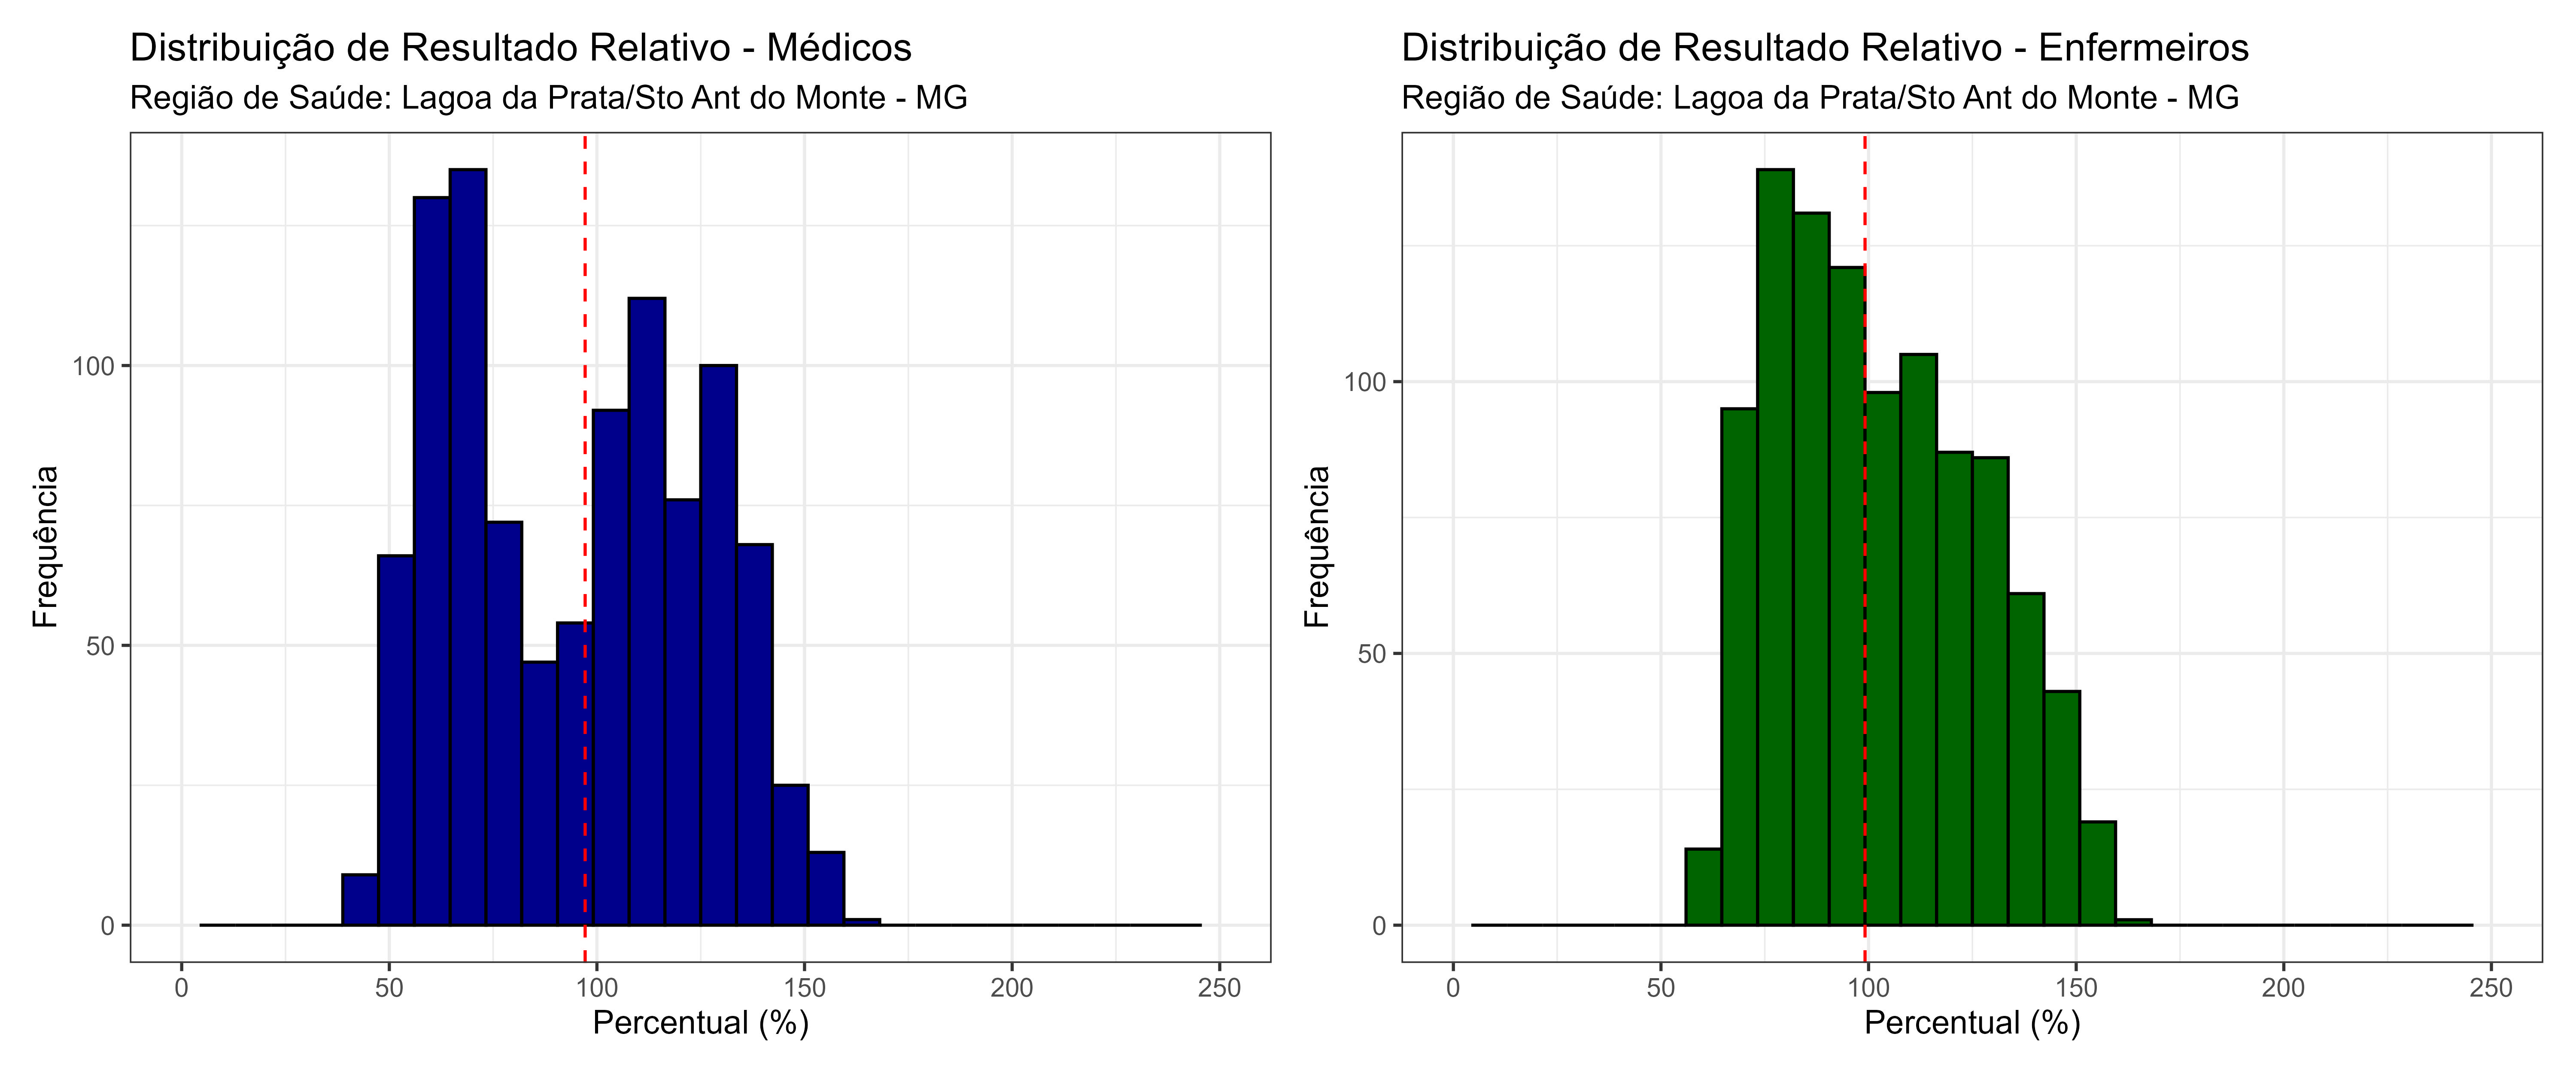 Distribuição de Resultado Relativo - Médicos
Região de Saúde: Lagoa da Prata/Sto Ant do Monte - MG
Frequência
100
50
0
0 50 100 150 200 250
Percentual (%)
Distribuição de Resultado Relativo - Enfermeiros
Região de Saúde: Lagoa da Prata/Sto Ant do Monte - MG
Frequência
100
50
0
0 50 100 150 200 250
Percentual (%)